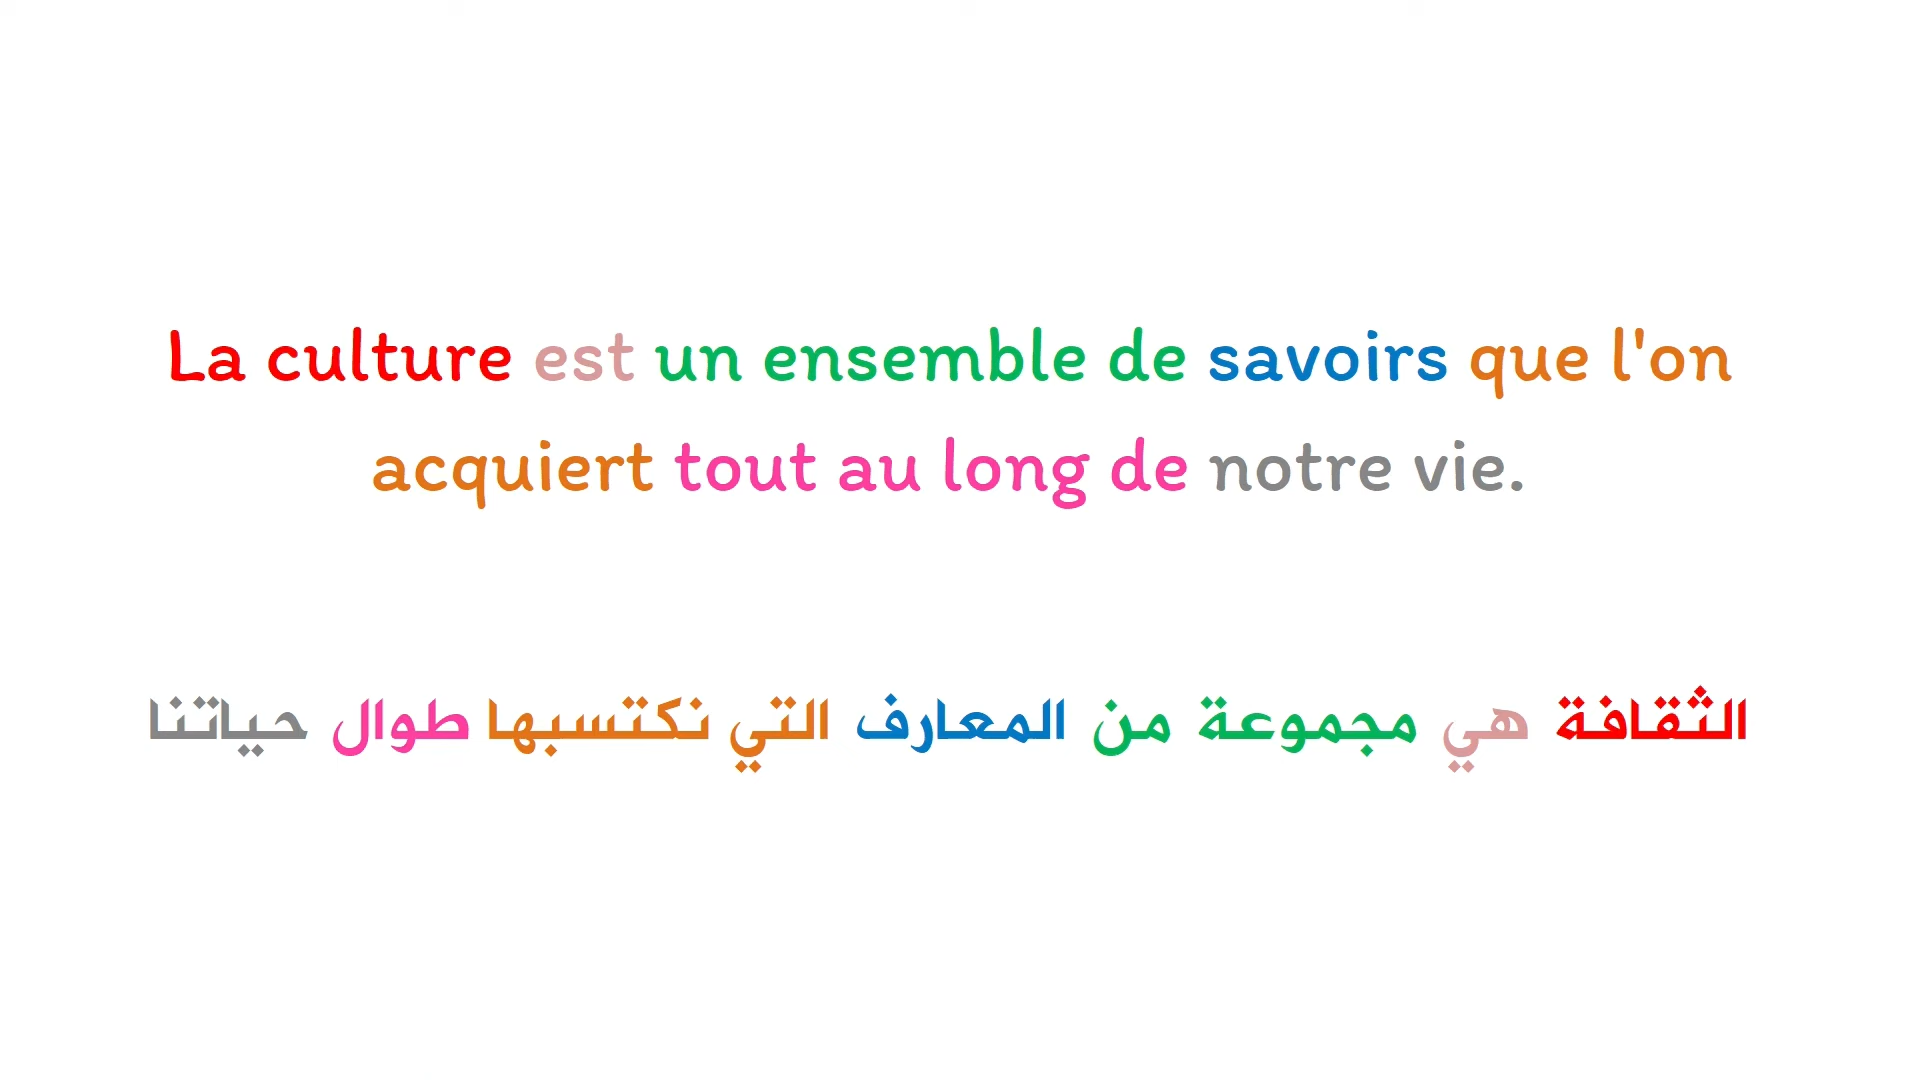 La culture est un ensemble de savoirs que l'on
acquiert tout au long de notre vie.
الثقافة هي مجموعة من المعارف التي نكتسبها طوال حياتنا